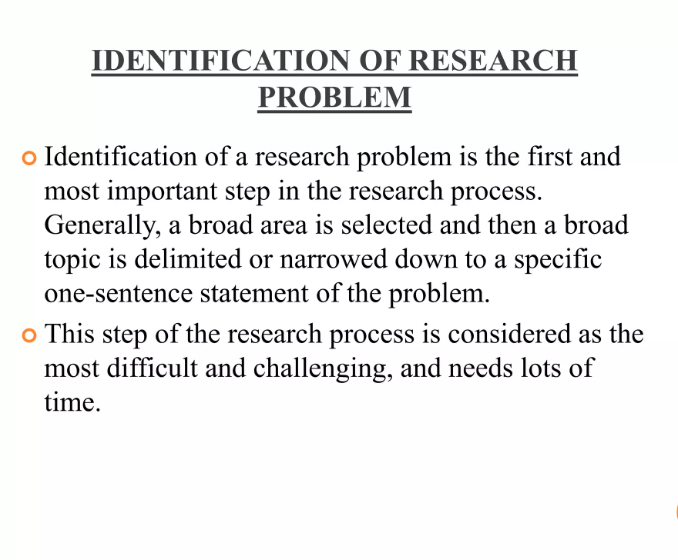 IDENTIFICATION OF RESEARCH
PROBLEM
Identification of a research problem is the first and
most important step in the research process.
Generally, a broad area is selected and then a broad
topic is delimited or narrowed down to a specific
one-sentence statement of the problem.
This step of the research process is considered as the
most difficult and challenging, and needs lots of
time.